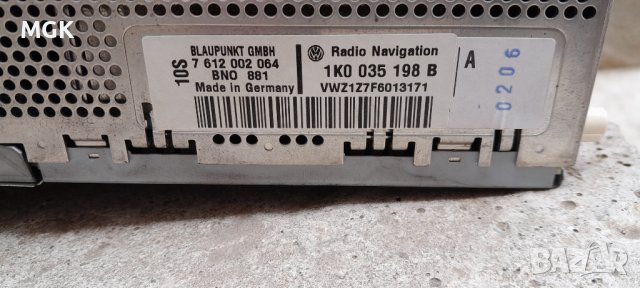 MGK
10S
BLAUPUNKT GMBH
7 612 002 064
BNO 881
Made in Germany
Radio Navigation
1K0 035 198 B
VWZ1Z7F6013171
A
0206
BAZAR